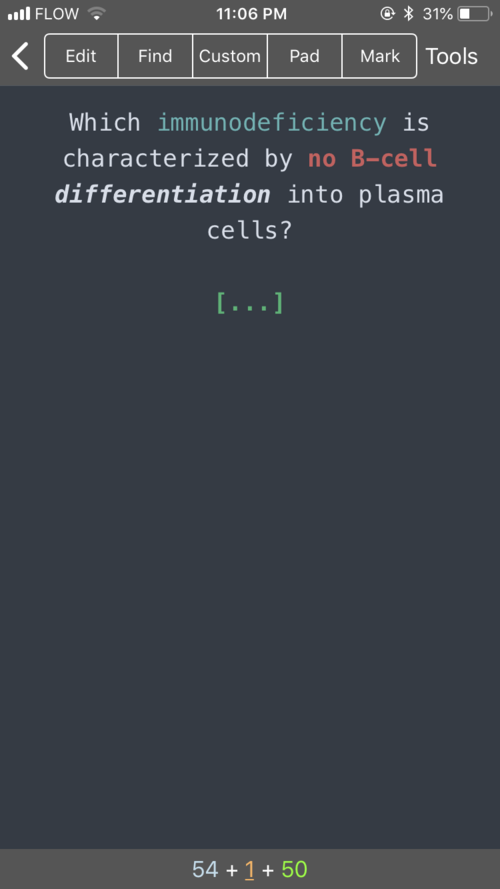 FLOW 11:06 PM 31%
Edit Find Custom Pad Mark Tools
Which immunodeficiency is
characterized by no B-cell
differentiation into plasma
cells?
[...]
54 + 1 + 50